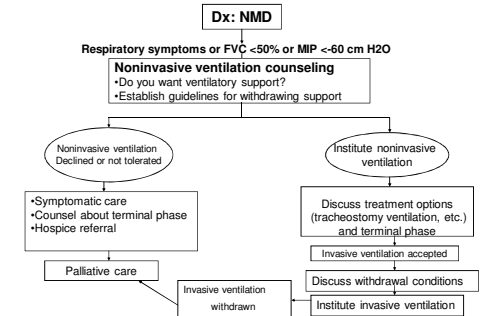 Dx: NMD
Respiratory symptoms or FVC <50% or MIP <-60 cm H2O
Noninvasive ventilation counseling
•Do you want ventilatory support?
•Establish guidelines for withdrawing support
Noninvasive ventilation
Declined or not tolerated
Institute noninvasive
ventilation
•Symptomatic care
•Counsel about terminal phase
•Hospice referral
Discuss treatment options
(tracheostomy ventilation, etc.)
and terminal phase
Invasive ventilation accepted
Palliative care
Discuss withdrawal conditions
Invasive ventilation
withdrawn
Institute invasive ventilation